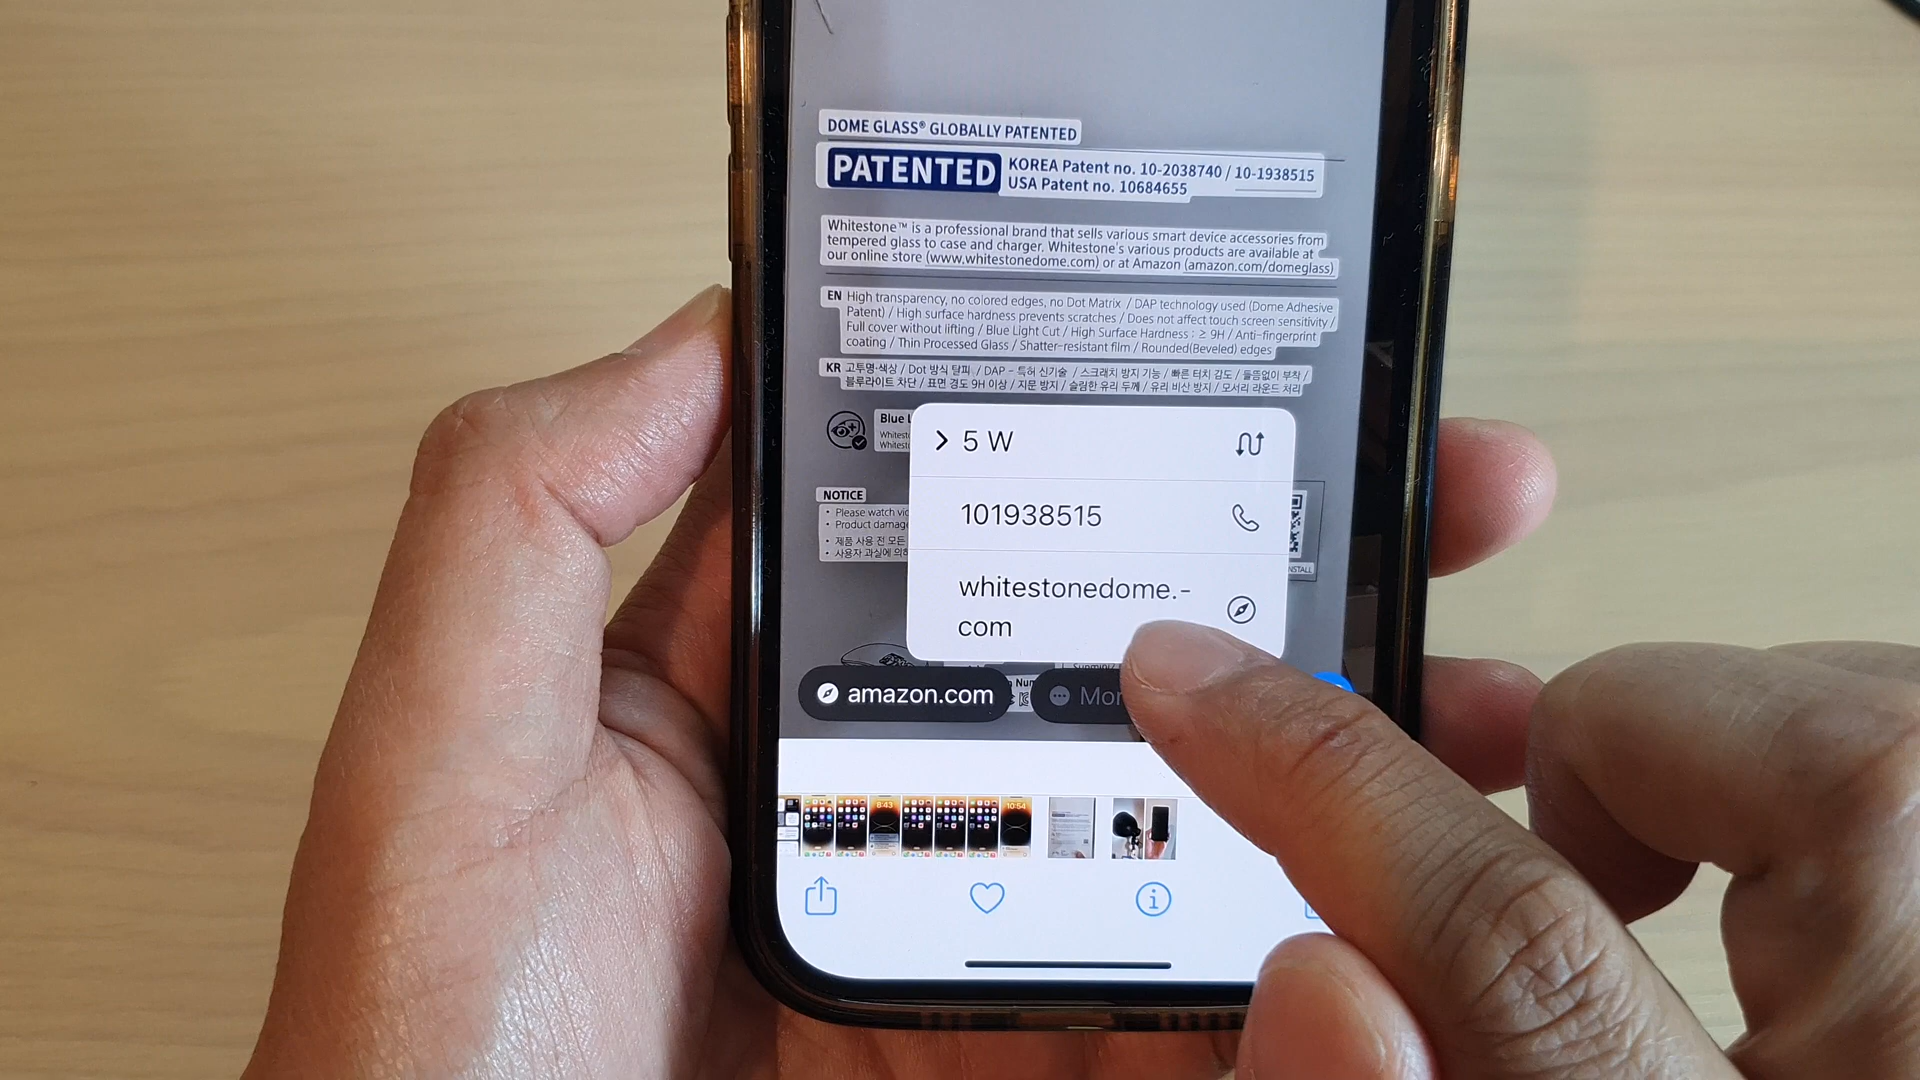 DOME GLASS® GLOBALLY PATENTED
PATENTED
KOREA Patent no. 10-2038740 / 10-1938515
USA Patent no. 10684655
Whitestone™ is a professional brand that sells various smart device accessories from
tempered glass to case and charger. Whitestone's various products are available at
our online store (www.whitestonedome.com) or at Amazon (amazon.com/domeglass)
EN High transparency, no colored edges, no Dot Matrix / DAP technology used (Dome Adhesive
Patent) / High surface hardness prevents scratches / Does not affect touch screen sensitivity /
Full cover without lifting / Blue Light Cut / High Surface Hardness : ≥ 9H / Anti-fingerprint
coating / Thin Processed Glass / Shatter-resistant film / Rounded(Beveled) edges
KR 고투명·색상 / Dot 방식 탈피 / DAP - 특허 신기술 / 스크래치 방지 기능 / 빠른 터치 감도 / 들뜸없이 부착 /
블루라이트 차단 / 표면 경도 9H 이상 / 지문 방지 / 슬림한 유리 두께 / 유리 비산 방지 / 모서리 라운드 처리
Blue L
Whitest
Whitest
5 W
NOTICE
• Please watch vid
• Product damage
• 제품 사용 전 모든
• 사용자 과실에 의해
101938515
NSTALL
whitestonedome.-
com
amazon.com
n Num
Mor
8:43
10:54